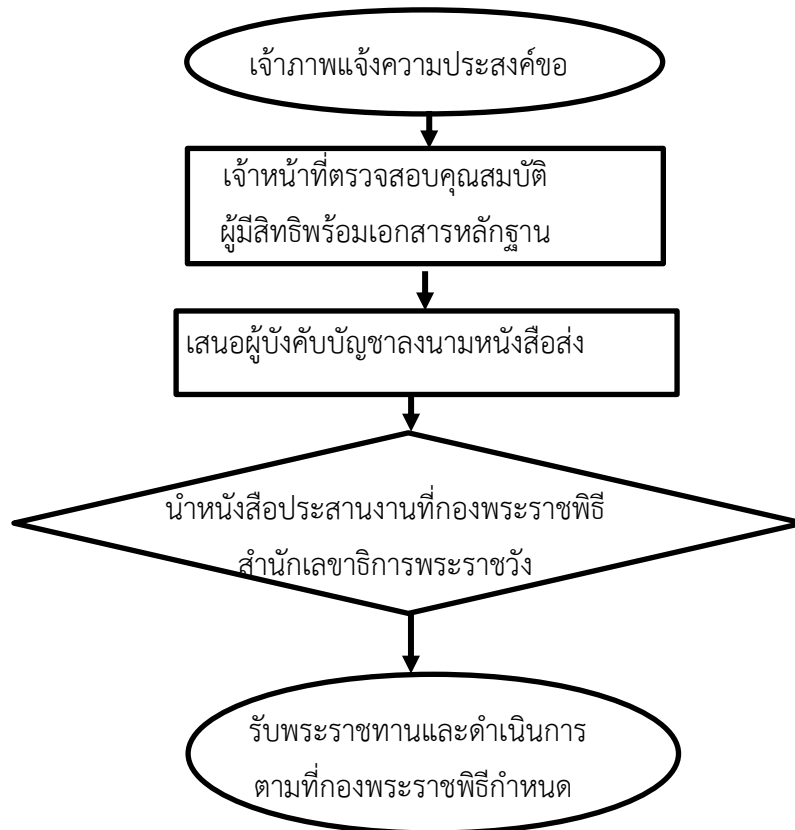 เจ้าภาพแจ้งความประสงค์ขอ
เจ้าหน้าที่ตรวจสอบคุณสมบัติ
ผู้มีสิทธิพร้อมเอกสารหลักฐาน
เสนอผู้บังคับบัญชาลงนามหนังสือส่ง
นำหนังสือประสานงานที่กองพระราชพิธี
สำนักเลขาธิการพระราชวัง
รับพระราชทานและดำเนินการ
ตามที่กองพระราชพิธีกำหนด